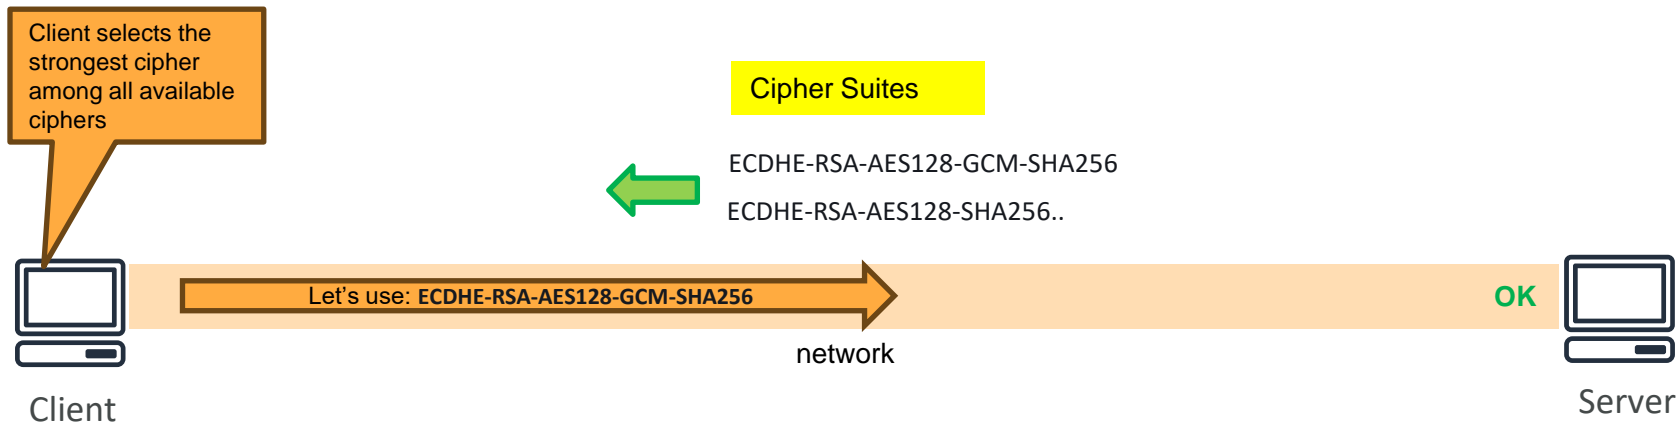 Client selects the
strongest cipher
among all available
ciphers
Cipher Suites
ECDHE-RSA-AES128-GCM-SHA256
ECDHE-RSA-AES128-SHA256..
Let’s use: ECDHE-RSA-AES128-GCM-SHA256
OK
network
Client
Server